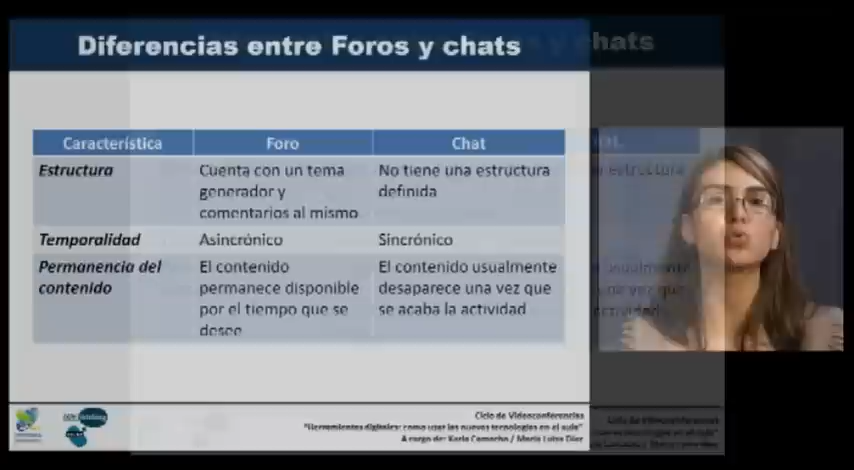 Diferencias entre Foros y chats
Característica Foro Chat
Estructura Cuenta con un tema generador y comentarios al mismo No tiene una estructura definida
Temporalidad Asincrónico Sincrónico
Permanencia del contenido El contenido permanece disponible por el tiempo que se desee El contenido usualmente desaparece una vez que se acaba la actividad
Ciclo de Videoconferencias
"Herramientas digitales: como usar las nuevas tecnologías en el aula"
A cargo de: Karla Camacho / María Luisa Díez